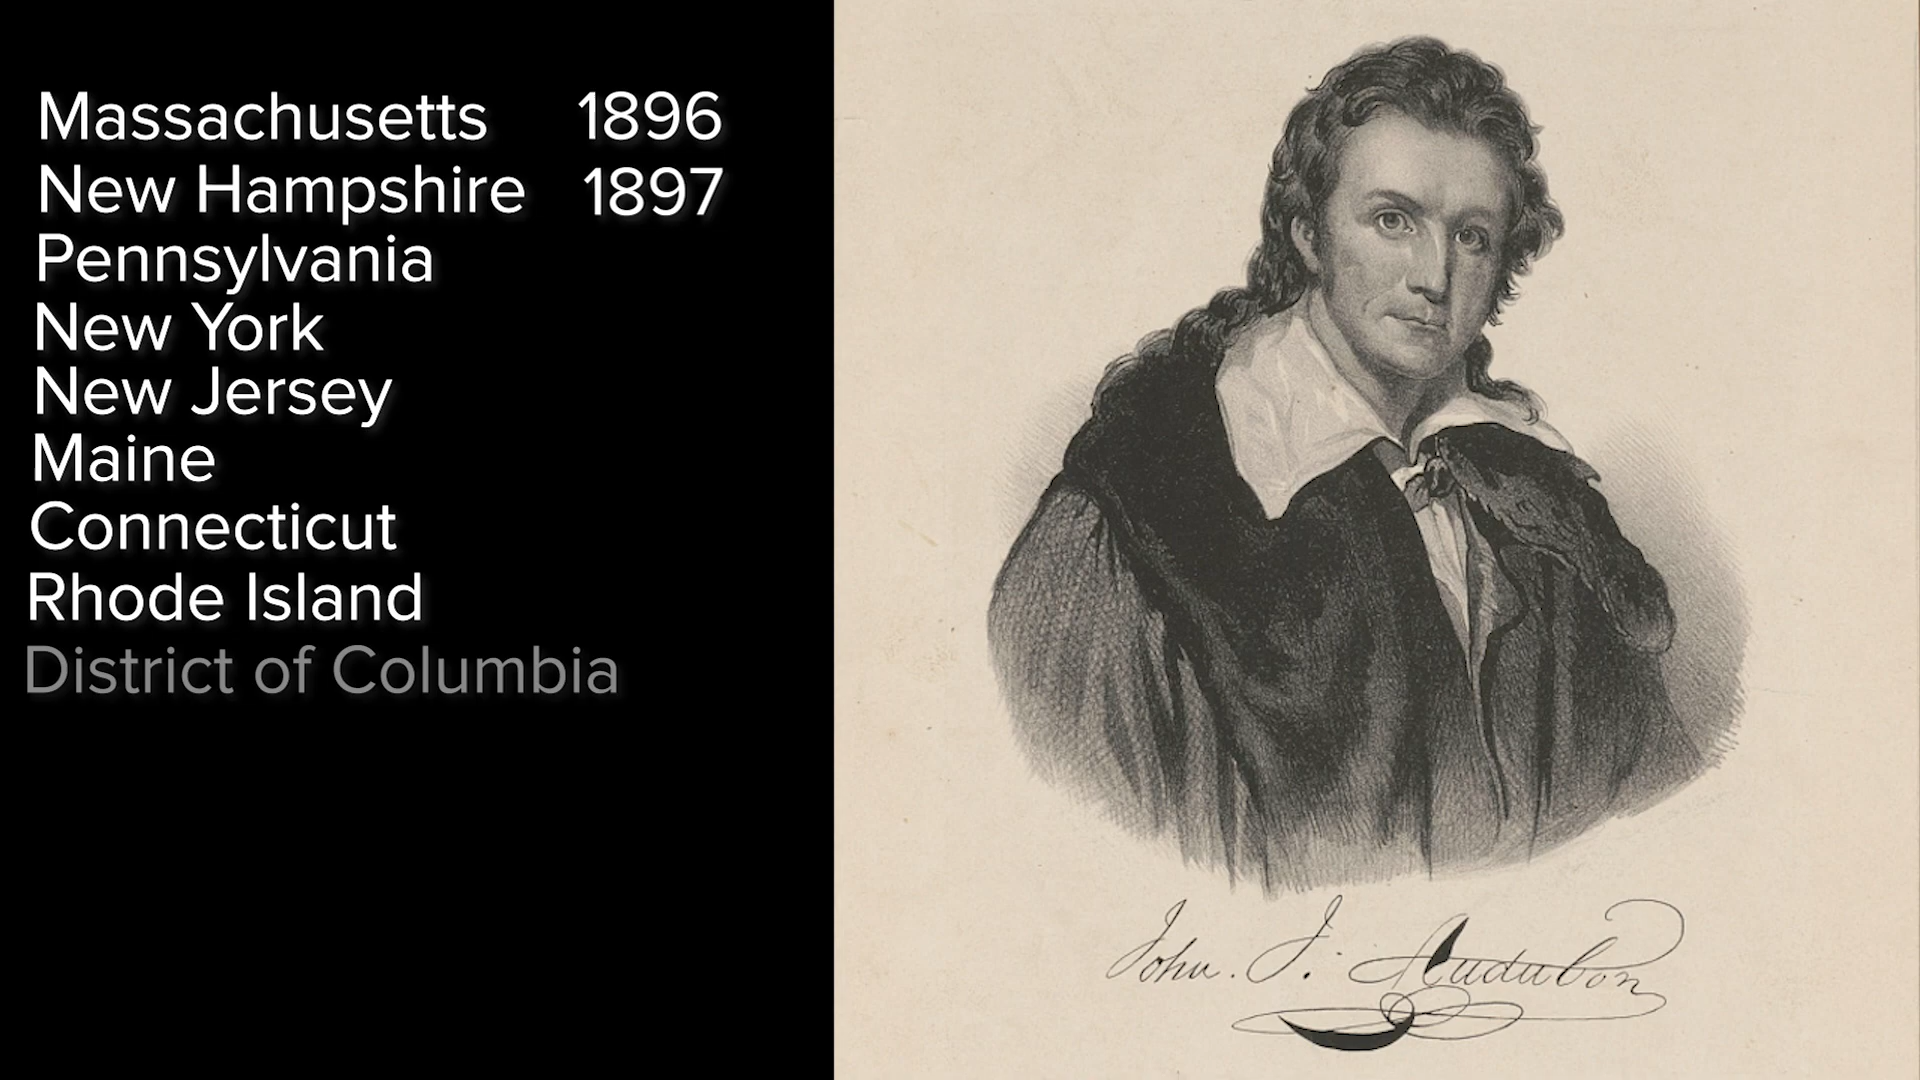 Massachusetts 1896
New Hampshire 1897
Pennsylvania
New York
New Jersey
Maine
Connecticut
Rhode Island
District of Columbia
John. J. Audubon